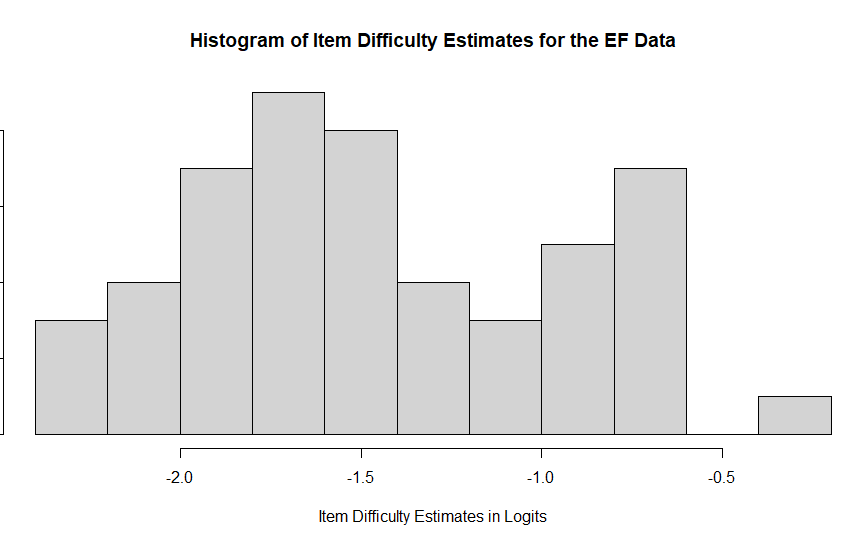 Histogram of Item Difficulty Estimates for the EF Data
-2.0 -1.5 -1.0 -0.5
Item Difficulty Estimates in Logits